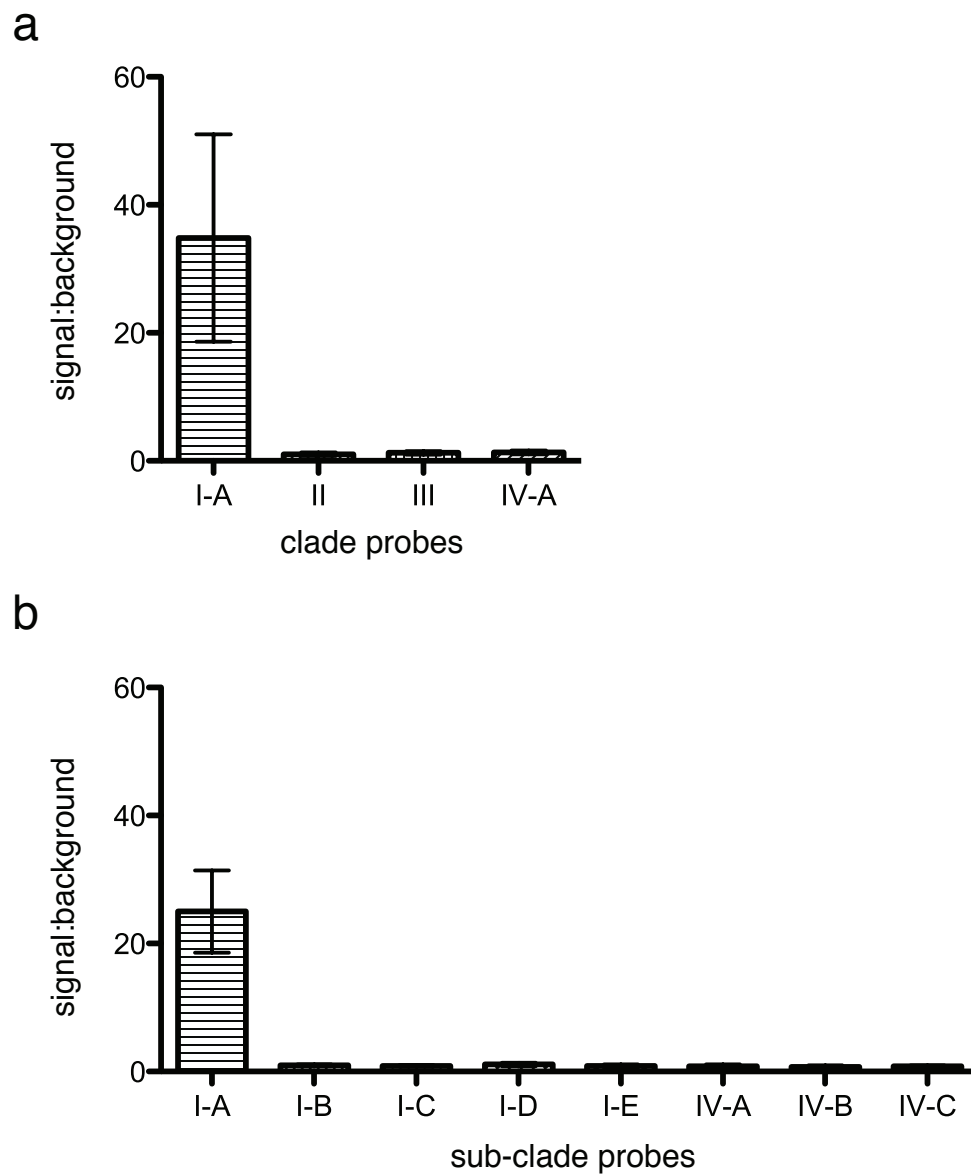 a
60
40
20
0
signal:background
I-A II III IV-A
clade probes
b
60
40
20
0
signal:background
I-A I-B I-C I-D I-E IV-A IV-B IV-C
sub-clade probes